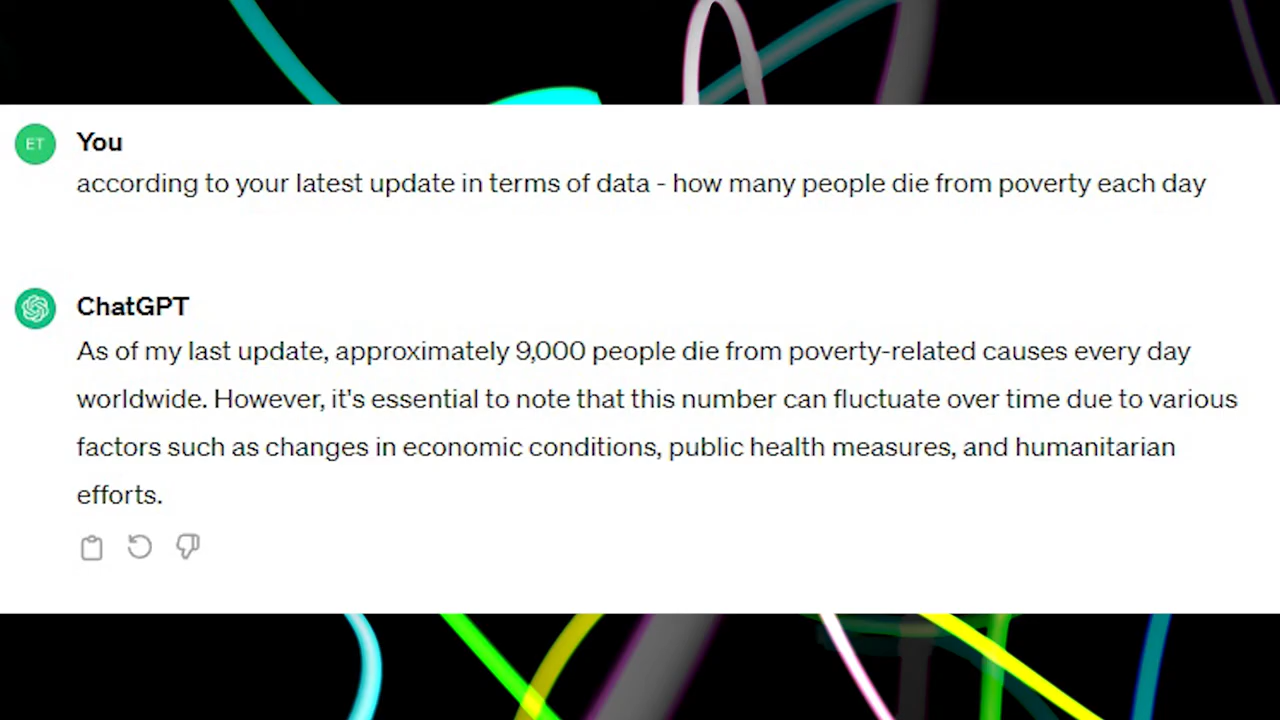 ET
You
according to your latest update in terms of data - how many people die from poverty each day
ChatGPT
As of my last update, approximately 9,000 people die from poverty-related causes every day
worldwide. However, it's essential to note that this number can fluctuate over time due to various
factors such as changes in economic conditions, public health measures, and humanitarian
efforts.